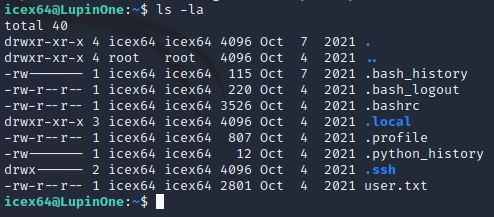 icex64@LupinOne:~$ ls -la
total 40
drwxr-xr-x 4 icex64 icex64 4096 Oct  7  2021 .
drwxr-xr-x 4 root   root   4096 Oct  4  2021 ..
-rw------- 1 icex64 icex64  115 Oct  7  2021 .bash_history
-rw-r--r-- 1 icex64 icex64  220 Oct  4  2021 .bash_logout
-rw-r--r-- 1 icex64 icex64 3526 Oct  4  2021 .bashrc
drwxr-xr-x 3 icex64 icex64 4096 Oct  4  2021 .local
-rw-r--r-- 1 icex64 icex64  807 Oct  4  2021 .profile
-rw------- 1 icex64 icex64   12 Oct  4  2021 .python_history
drwx------ 2 icex64 icex64 4096 Oct  4  2021 .ssh
-rw-r--r-- 1 icex64 icex64 2801 Oct  4  2021 user.txt
icex64@LupinOne:~$